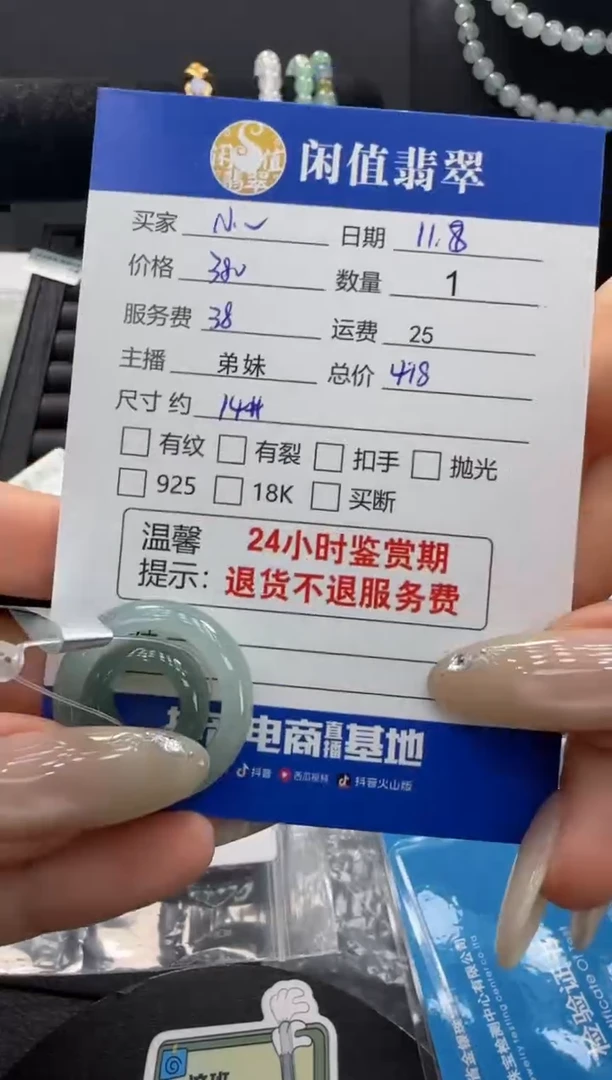 闲值翡翠
买家 N. 日期 11.8
价格 380 数量 1
服务费 38 运费 25
主播 弟妹 总价 418
尺寸 约 14#
有纹 有裂 扣手 抛光
925 18K 买断
温馨 24小时鉴赏期
提示: 退货不退服务费
电商直播基地
抖音 西瓜视频 抖音火山版